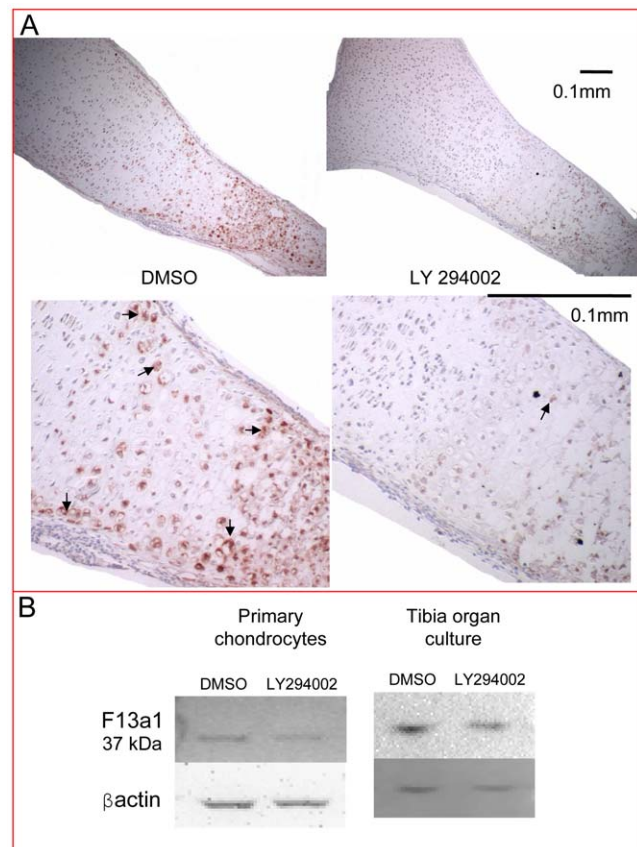 A
0.1mm
DMSO LY 294002
0.1mm
B
Primary chondrocytes
Tibia organ culture
DMSO LY294002 DMSO LY294002
F13a1
37 kDa
βactin